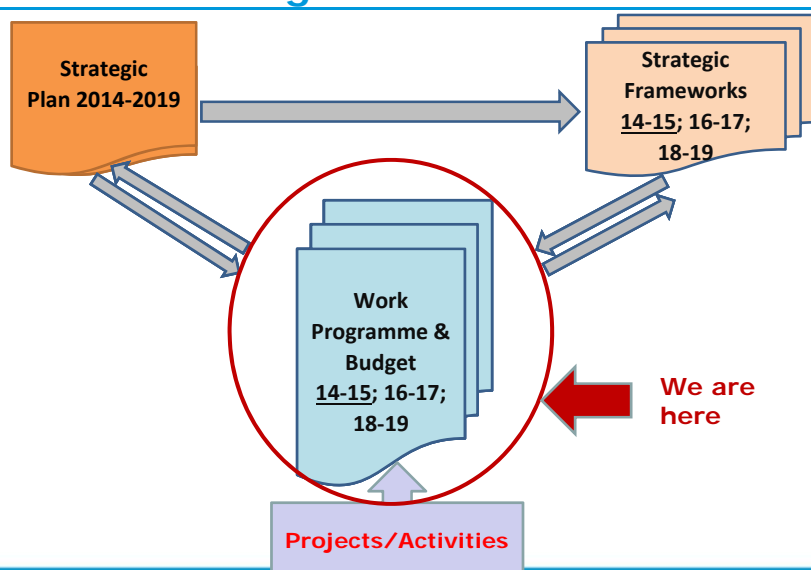 Strategic
Plan 2014-2019
Strategic
Frameworks
14-15; 16-17;
18-19
Work
Programme &
Budget
14-15; 16-17;
18-19
We are
here
Projects/Activities